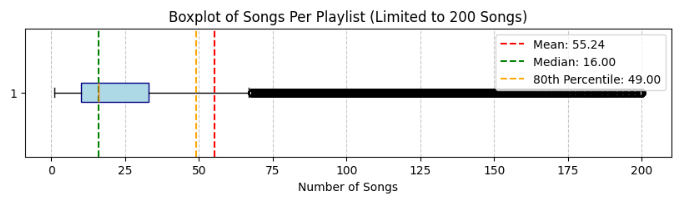 Boxplot of Songs Per Playlist (Limited to 200 Songs)
Mean: 55.24
Median: 16.00
80th Percentile: 49.00
1
0 25 50 75 100 125 150 175 200
Number of Songs